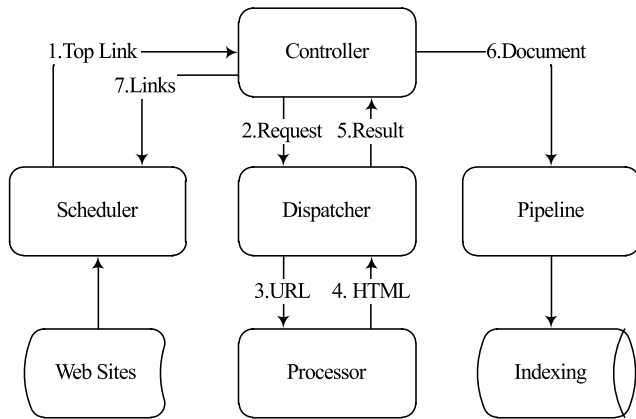 1.Top Link
Controller
6.Document
7.Links
2.Request
5.Result
Scheduler
Dispatcher
Pipeline
3.URL
4. HTML
Web Sites
Processor
Indexing